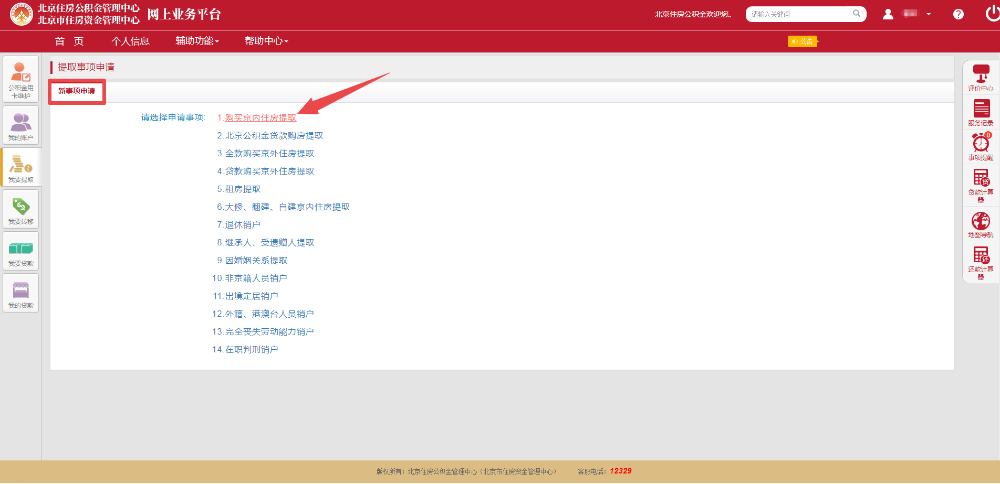 北京住房公积金管理中心
北京市住房资金管理中心
网上业务平台
北京住房公积金欢迎您。
请输入关键词
首 页
个人信息
辅助功能
帮助中心
公告
公积金用
卡维护
我的账户
我要提取
我要转移
我要贷款
我的贷款
提取事项申请
新事项申请
请选择申请事项:
1.购买京内住房提取
2.北京公积金贷款购房提取
3.全款购买京外住房提取
4.贷款购买京外住房提取
5.租房提取
6.大修、翻建、自建京内住房提取
7.退休销户
8.继承人、受遗赠人提取
9.因婚姻关系提取
10.非京籍人员销户
11.出境定居销户
12.外籍、港澳台人员销户
13.完全丧失劳动能力销户
14.在职判刑销户
评价中心
服务记录
0
事项提醒
贷
贷款计算
器
地图导航
还
还款计算
器
版权所有：北京住房公积金管理中心（北京市住房资金管理中心）
客服电话：12329